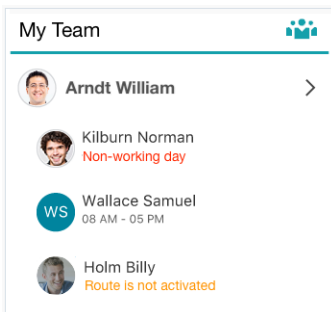 My Team
Arndt William
Kilburn Norman
Non-working day
WS
Wallace Samuel
08 AM - 05 PM
Holm Billy
Route is not activated